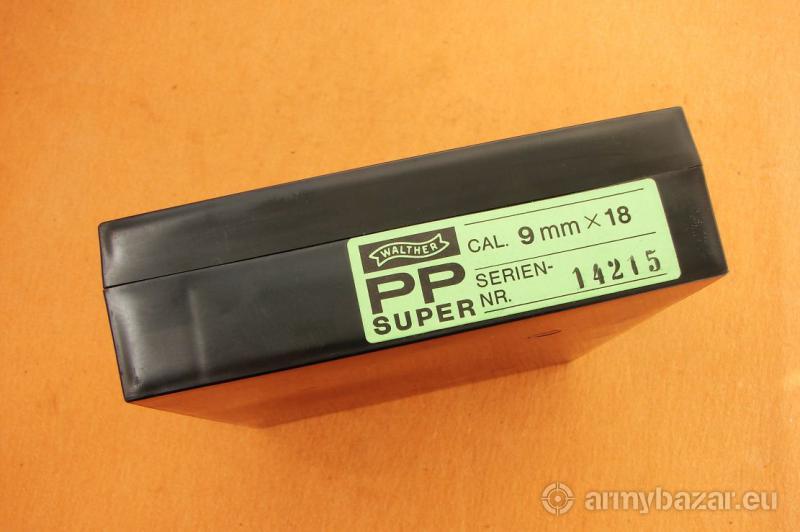 WALTHER
PP
SUPER
CAL. 9 mm × 18
SERIEN-
NR. 14215
armybazar.eu